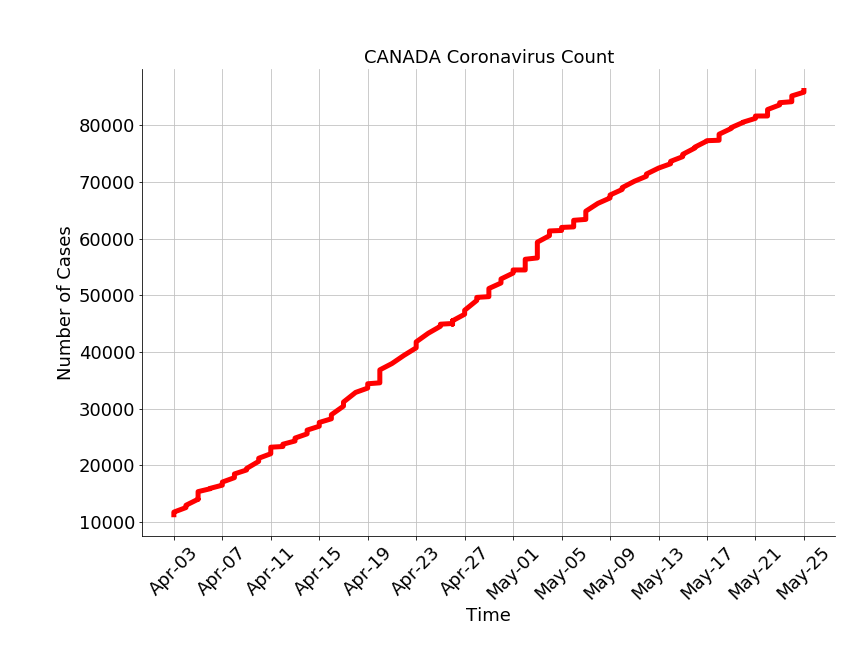 CANADA Coronavirus Count
Number of Cases
80000
70000
60000
50000
40000
30000
20000
10000
Apr-03
Apr-07
Apr-11
Apr-15
Apr-19
Apr-23
Apr-27
May-01
May-05
May-09
May-13
May-17
May-21
May-25
Time